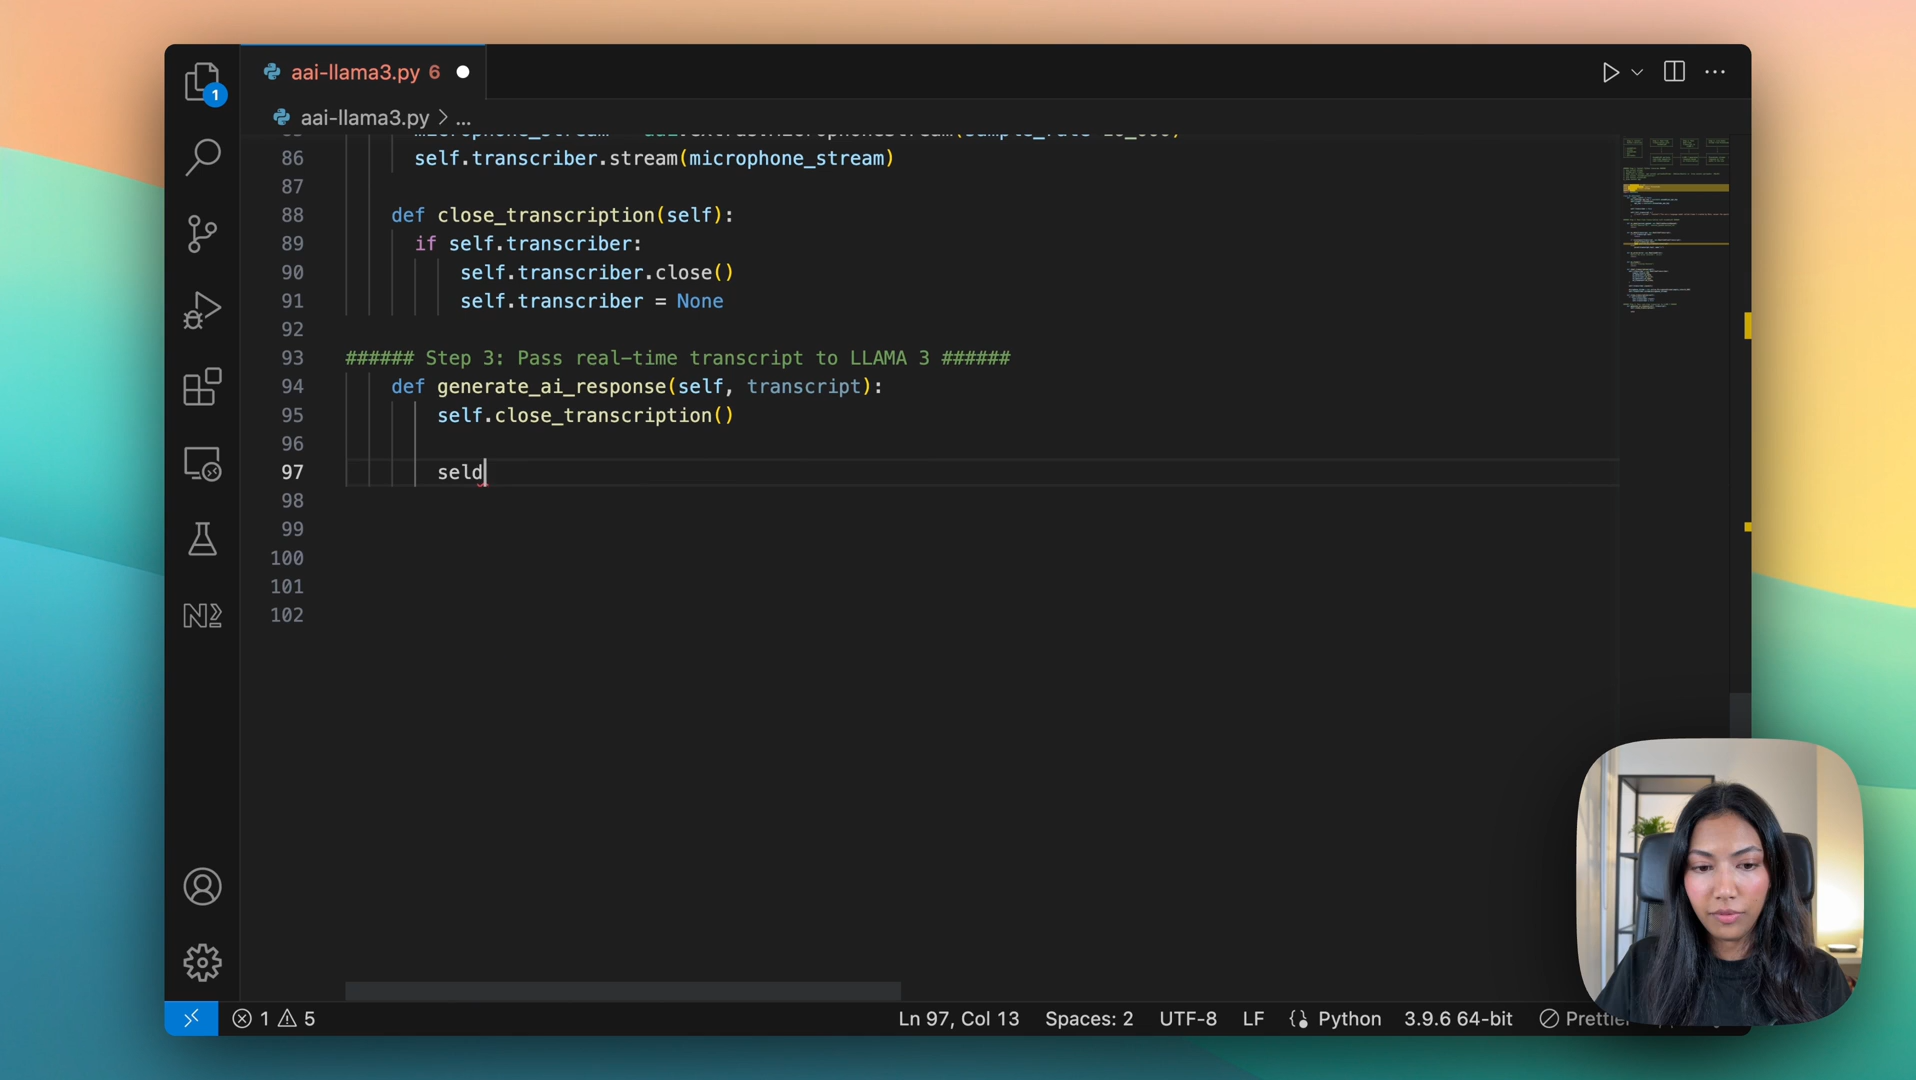 aai-llama3.py 6
1
aai-llama3.py > ...
86 self.transcriber.stream(microphone_stream)
87
88 def close_transcription(self):
89 if self.transcriber:
90 self.transcriber.close()
91 self.transcriber = None
92
93 ###### Step 3: Pass real-time transcript to LLAMA 3 ######
94 def generate_ai_response(self, transcript):
95 self.close_transcription()
96
97 seld
98
99
100
101
102
1 5
Ln 97, Col 13 Spaces: 2 UTF-8 LF Python 3.9.6 64-bit